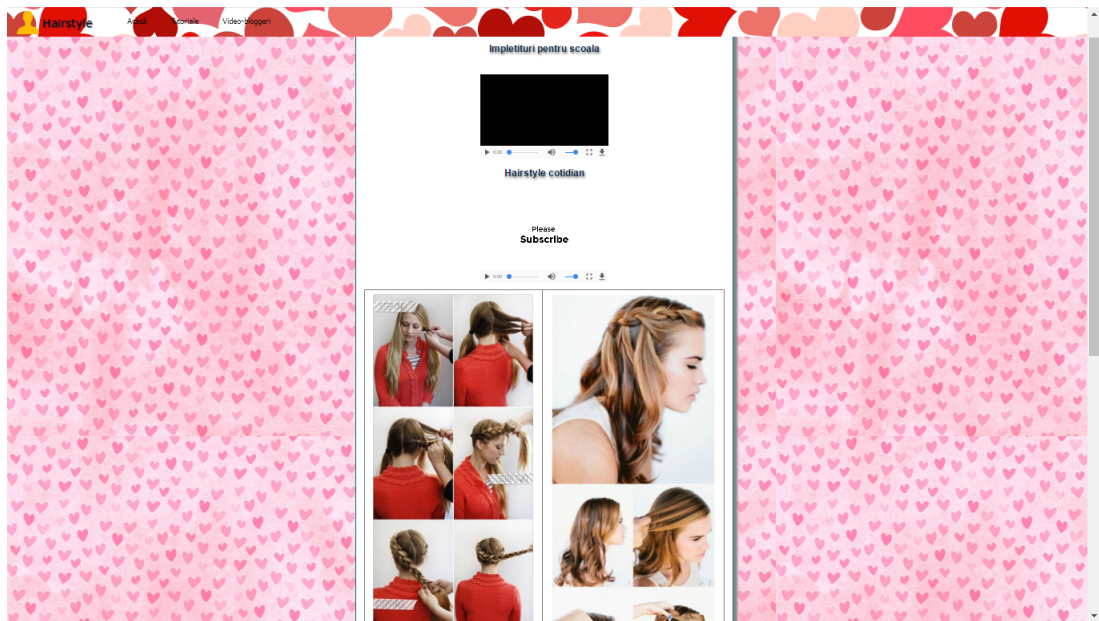 Hairstyle
Acasă
Tutoriale
Video-bloggeri
Impletituri pentru scoala
0:00
Hairstyle cotidian
Please
Subscribe
0:00